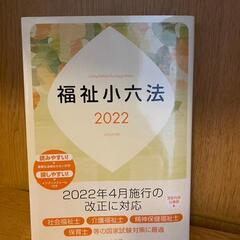 福祉小六法
2022
読みやすい!
探しやすい!
2022年4月施行の
改正に対応
社会福祉士
介護福祉士
精神保健福祉士
保育士
等の国家試験対策に最適